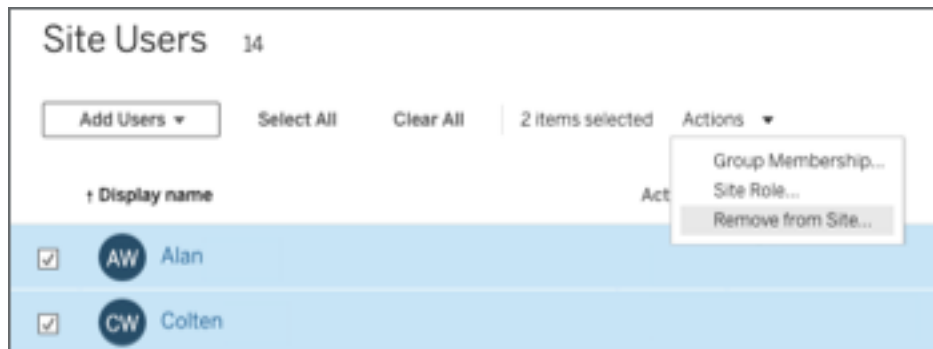 Site Users 14
Add Users Select All Clear All 2 items selected Actions
Group Membership...
Site Role...
Remove from Site...
↑ Display name Act
AW Alan
CW Colten